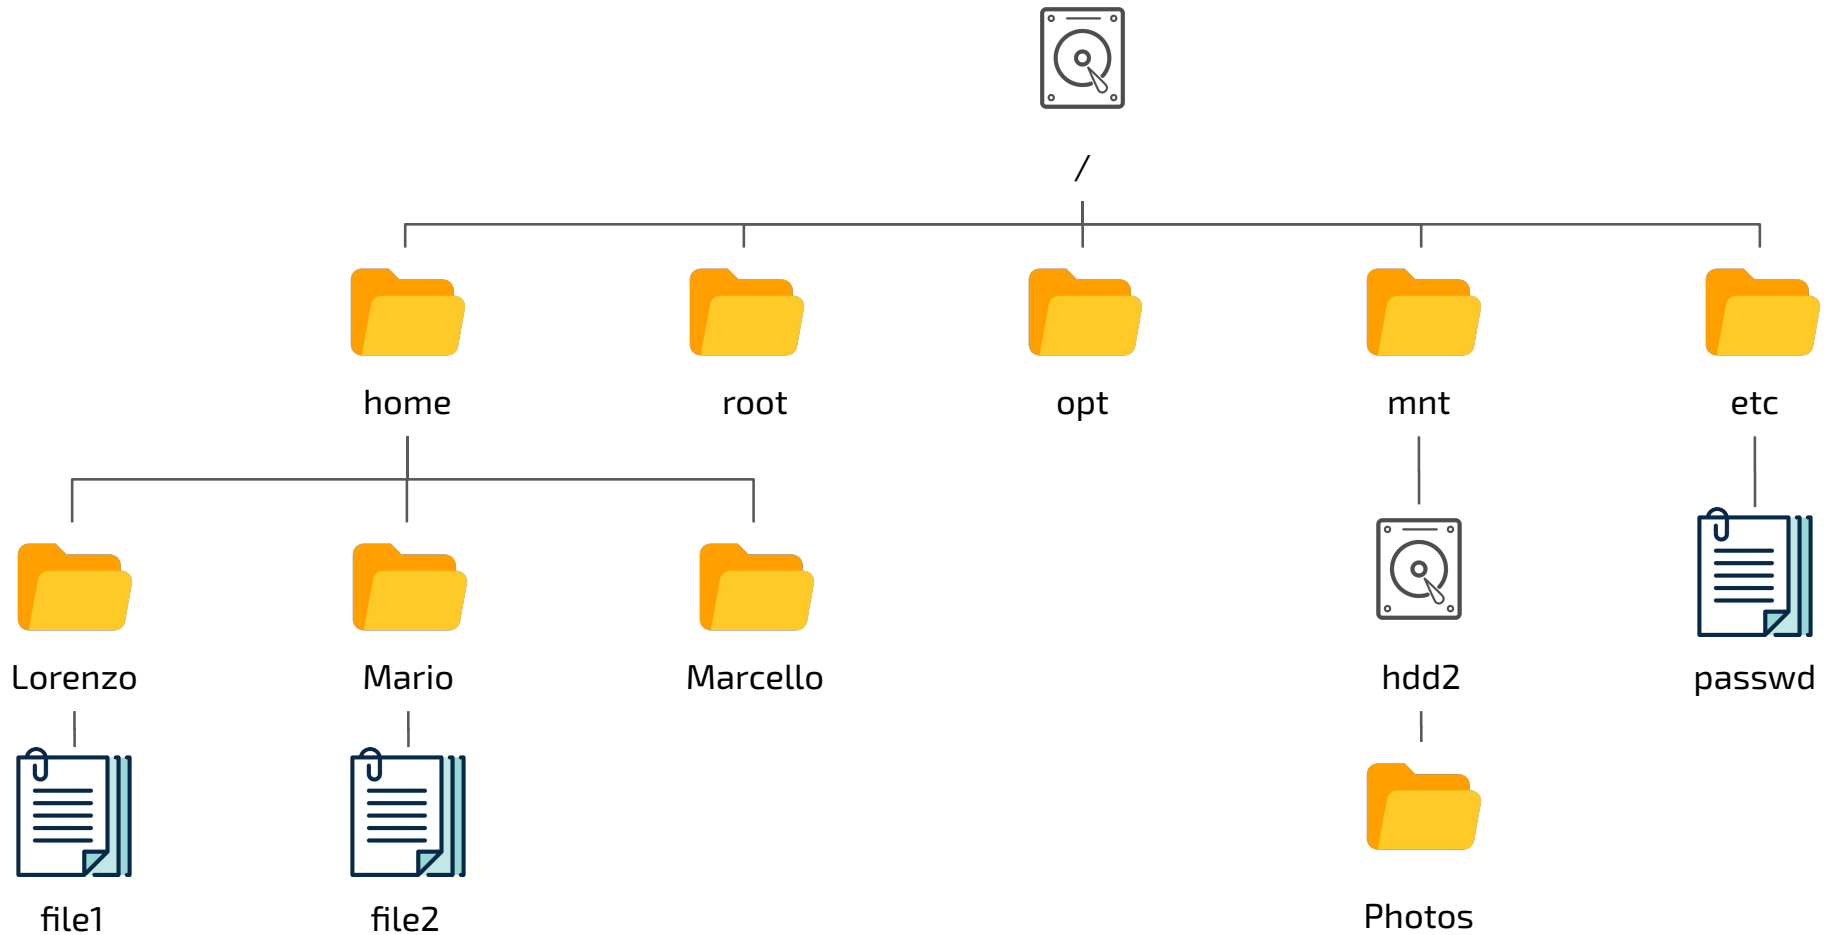 /
home
root
opt
mnt
etc
Lorenzo
Mario
Marcello
hdd2
passwd
file1
file2
Photos